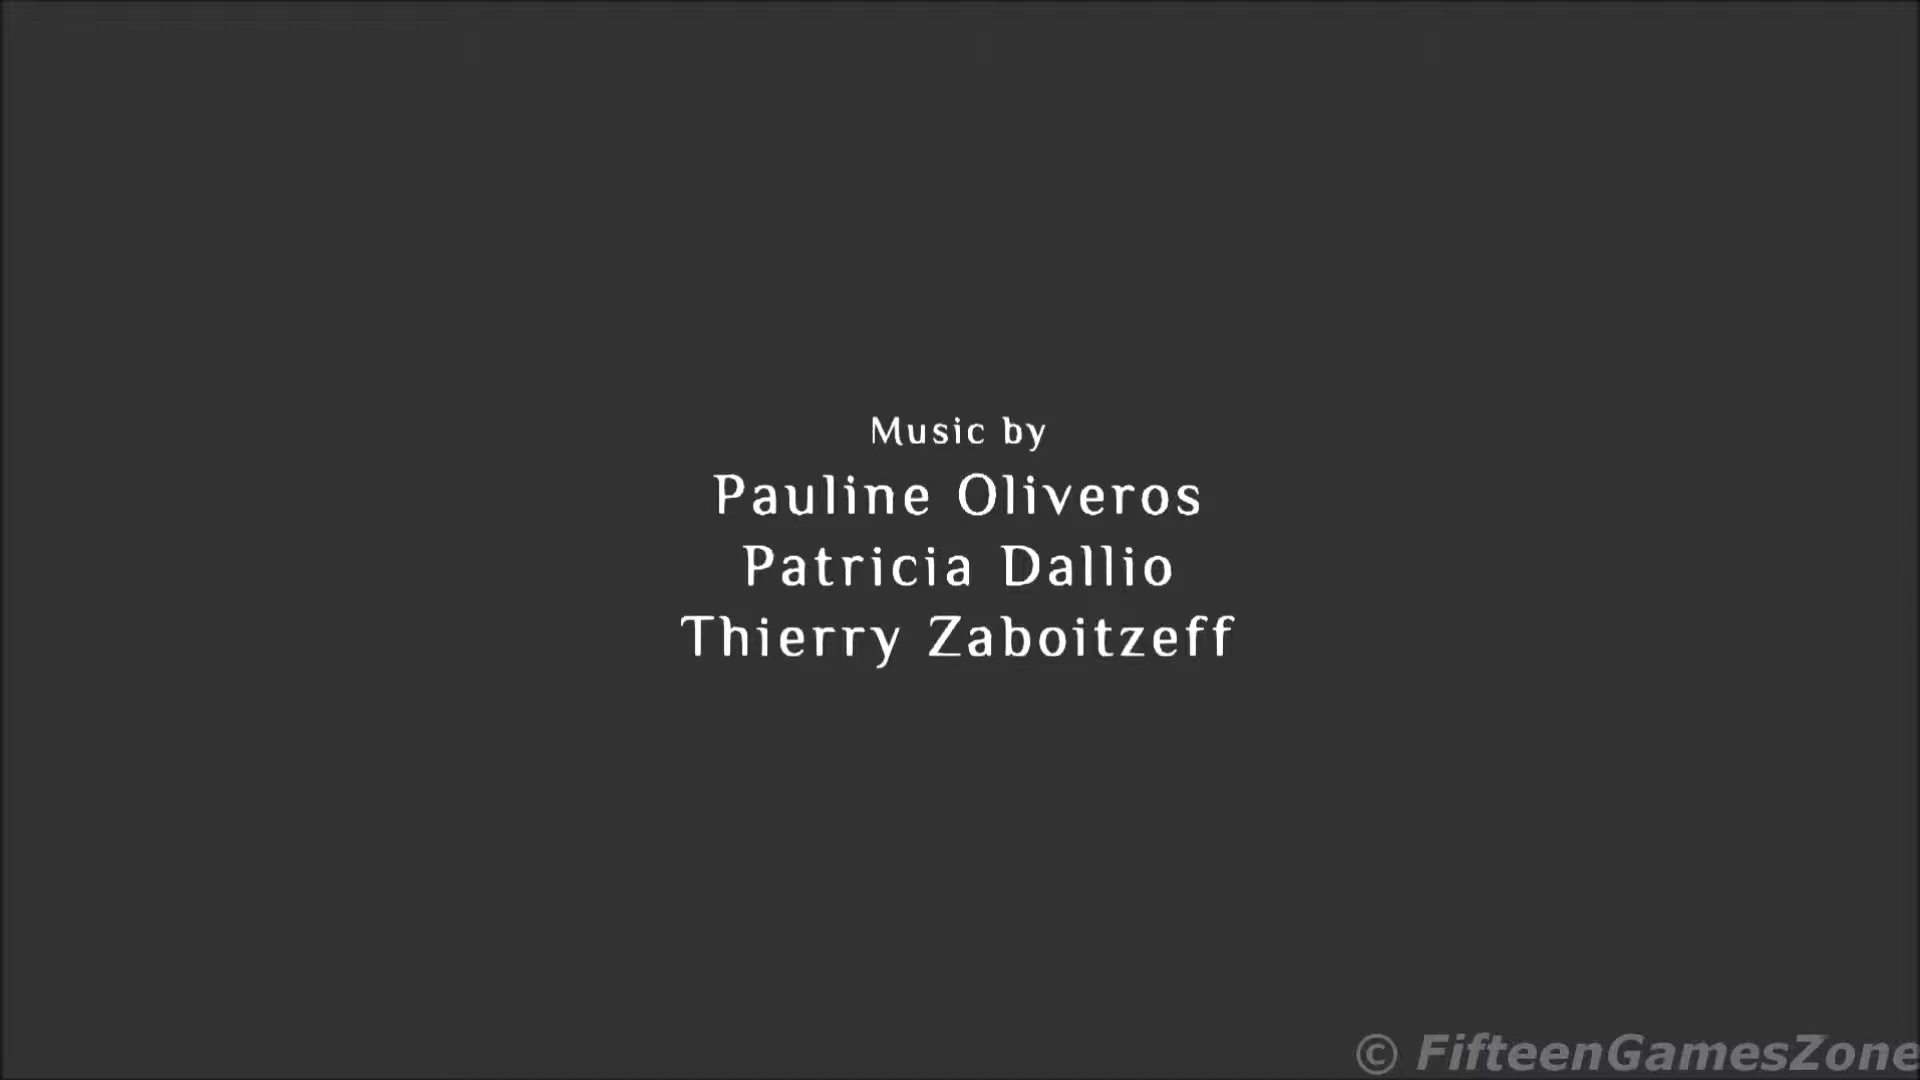 Music by
Pauline Oliveros
Patricia Dallio
Thierry Zaboitzeff
© FifteenGamesZone